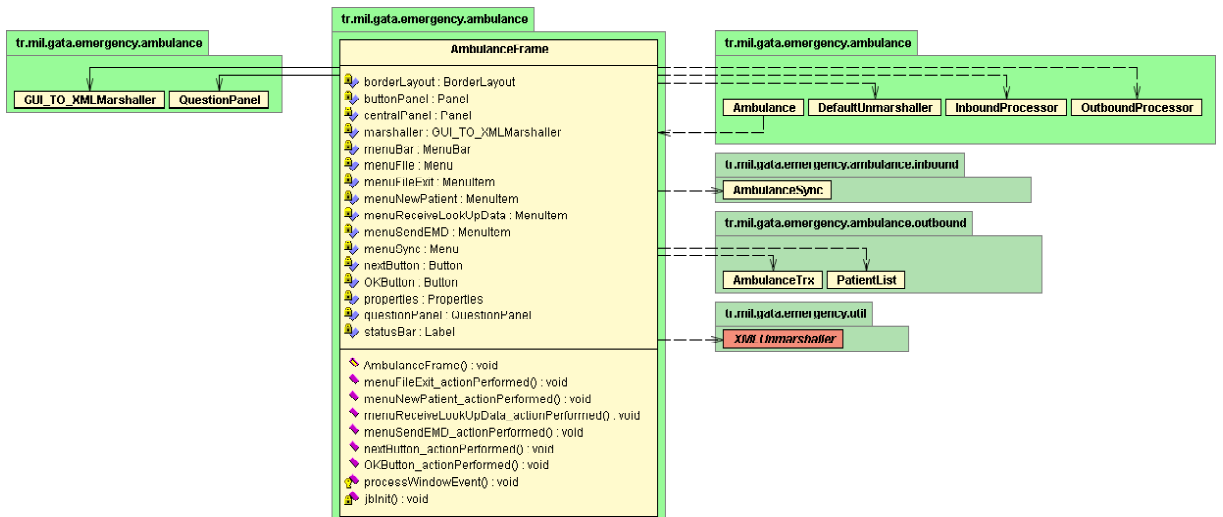 tr.mil.gata.emergency.ambulance
GUI_TO_XMLMarshaller
QuestionPanel
tr.mil.gata.emergency.ambulance
AmbulanceFrame
borderLayout : BorderLayout
buttonPanel : Panel
centralPanel : Panel
marshaller : GUI_TO_XMLMarshaller
menuBar : MenuBar
menuFile : Menu
menuFileExit : MenuItem
menuNewPatient : MenuItem
menuReceiveLookUpData : MenuItem
menuSendEMD : MenuItem
menuSync : Menu
nextButton : Button
OKButton : Button
properties : Properties
questionPanel : QuestionPanel
statusBar : Label
AmbulanceFrame() : void
menuFileExit_actionPerformed() : void
menuNewPatient_actionPerformed() : void
menuReceiveLookUpData_actionPerformed() : void
menuSendEMD_actionPerformed() : void
nextButton_actionPerformed() : void
OKButton_actionPerformed() : void
processWindowEvent() : void
jbInit() : void
tr.mil.gata.emergency.ambulance
Ambulance
DefaultUnmarshaller
InboundProcessor
OutboundProcessor
tr.mil.gata.emergency.ambulance.inbound
AmbulanceSync
tr.mil.gata.emergency.ambulance.outbound
AmbulanceTrx
PatientList
tr.mil.gata.emergency.util
XMLUnmarshaller